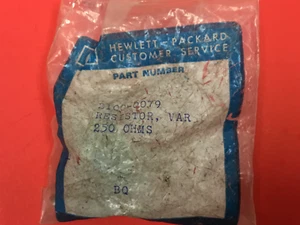 HEWLETT-PACKARD
CUSTOMER SERVICE
PART NUMBER
RESISTOR, VAR
250 OHMS
BQ